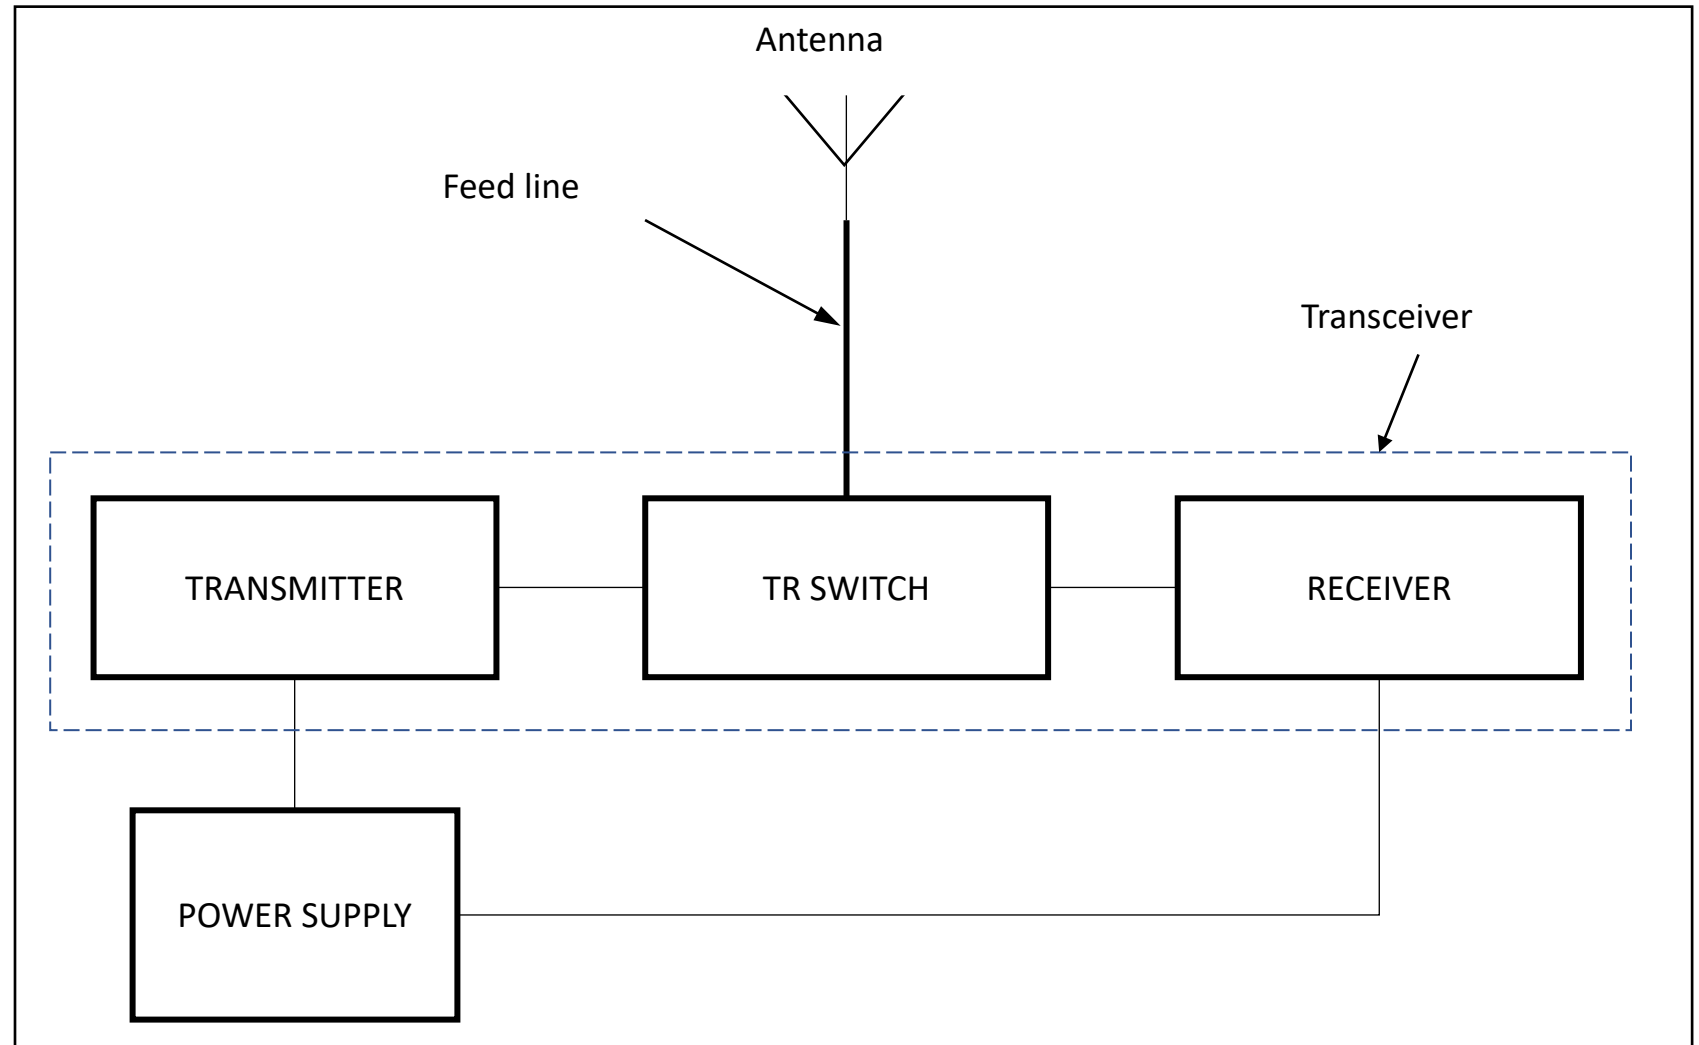 Antenna
Feed line
Transceiver
TRANSMITTER
TR SWITCH
RECEIVER
POWER SUPPLY